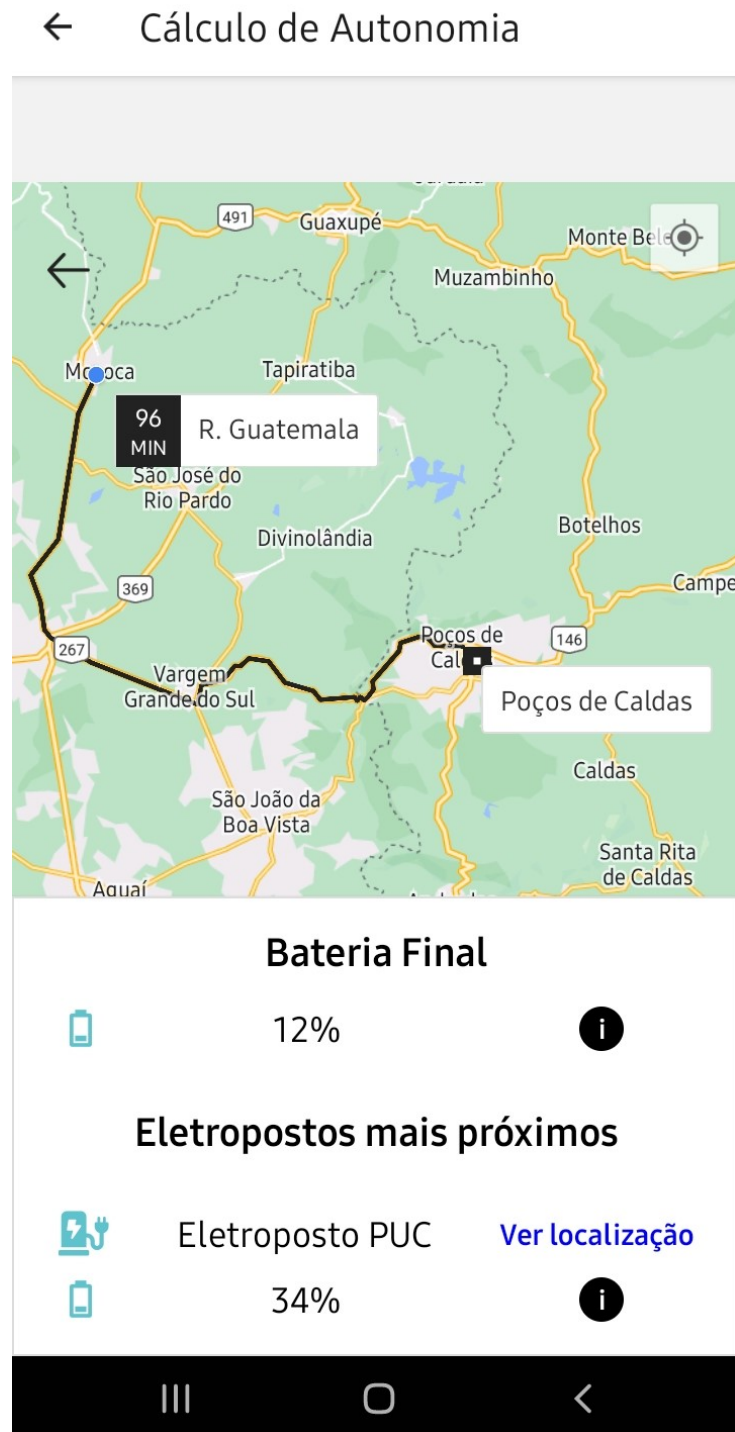 Cálculo de Autonomia
491
Guaxupé
Muzambinho
Tapiratiba
96
MIN
R. Guatemala
São José do
Rio Pardo
Divinolândia
Botelhos
369
267
Poços de
146
Vargem
Grande do Sul
Poços de Caldas
Caldas
São João da
Boa Vista
Santa Rita
de Caldas
Aguaí
Bateria Final
12%
i
Eletropostos mais próximos
Eletroposto PUC
Ver localização
34%
i